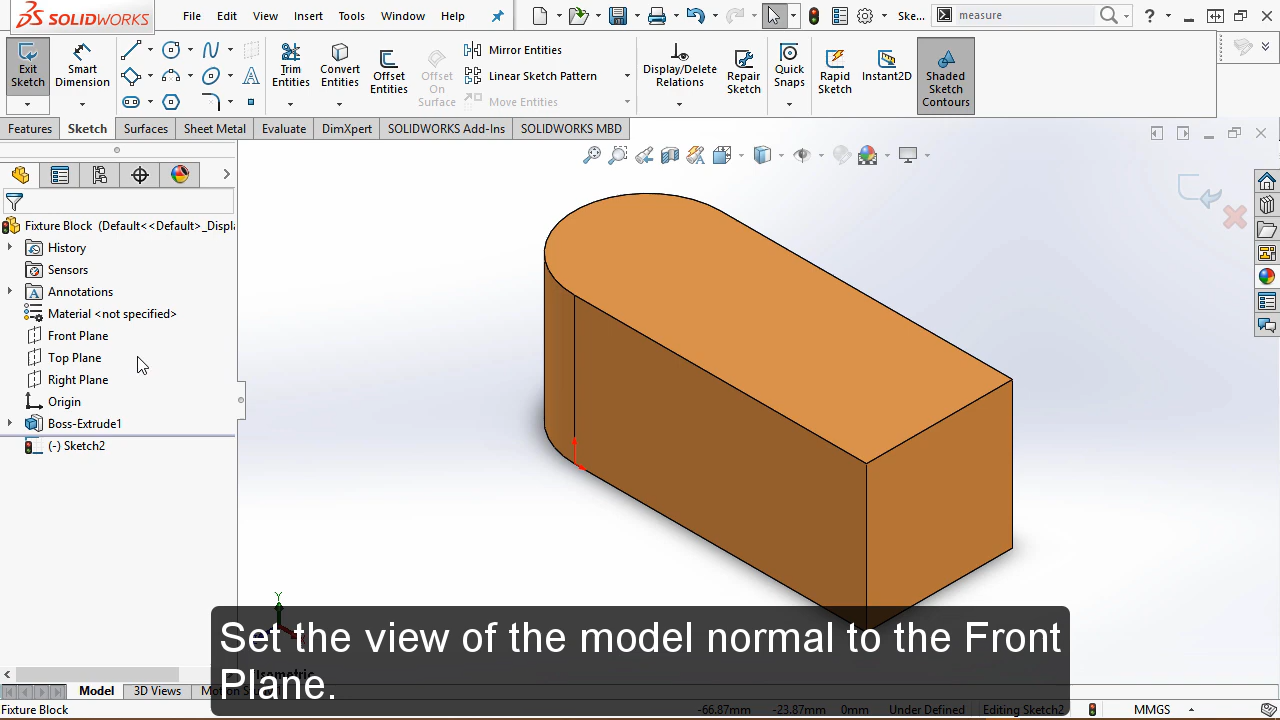 SOLIDWORKS File Edit View Insert Tools Window Help Ske... measure ?
Exit Sketch
Smart Dimension
Trim Entities
Convert Entities
Offset Entities
Offset On Surface
Mirror Entities
Linear Sketch Pattern
Move Entities
Display/Delete Relations
Repair Sketch
Quick Snaps
Rapid Sketch
Instant2D
Shaded Sketch Contours
Features Sketch Surfaces Sheet Metal Evaluate DimXpert SOLIDWORKS Add-Ins SOLIDWORKS MBD
Fixture Block (Default<<Default>_Displ
History
Sensors
Annotations
Material <not specified>
Front Plane
Top Plane
Right Plane
Origin
Boss-Extrude1
(-) Sketch2
Y
Set the view of the model normal to the Front
Plane.
Model 3D Views
Fixture Block -66.87mm -23.87mm 0mm Under Defined Editing Sketch2 MMGS